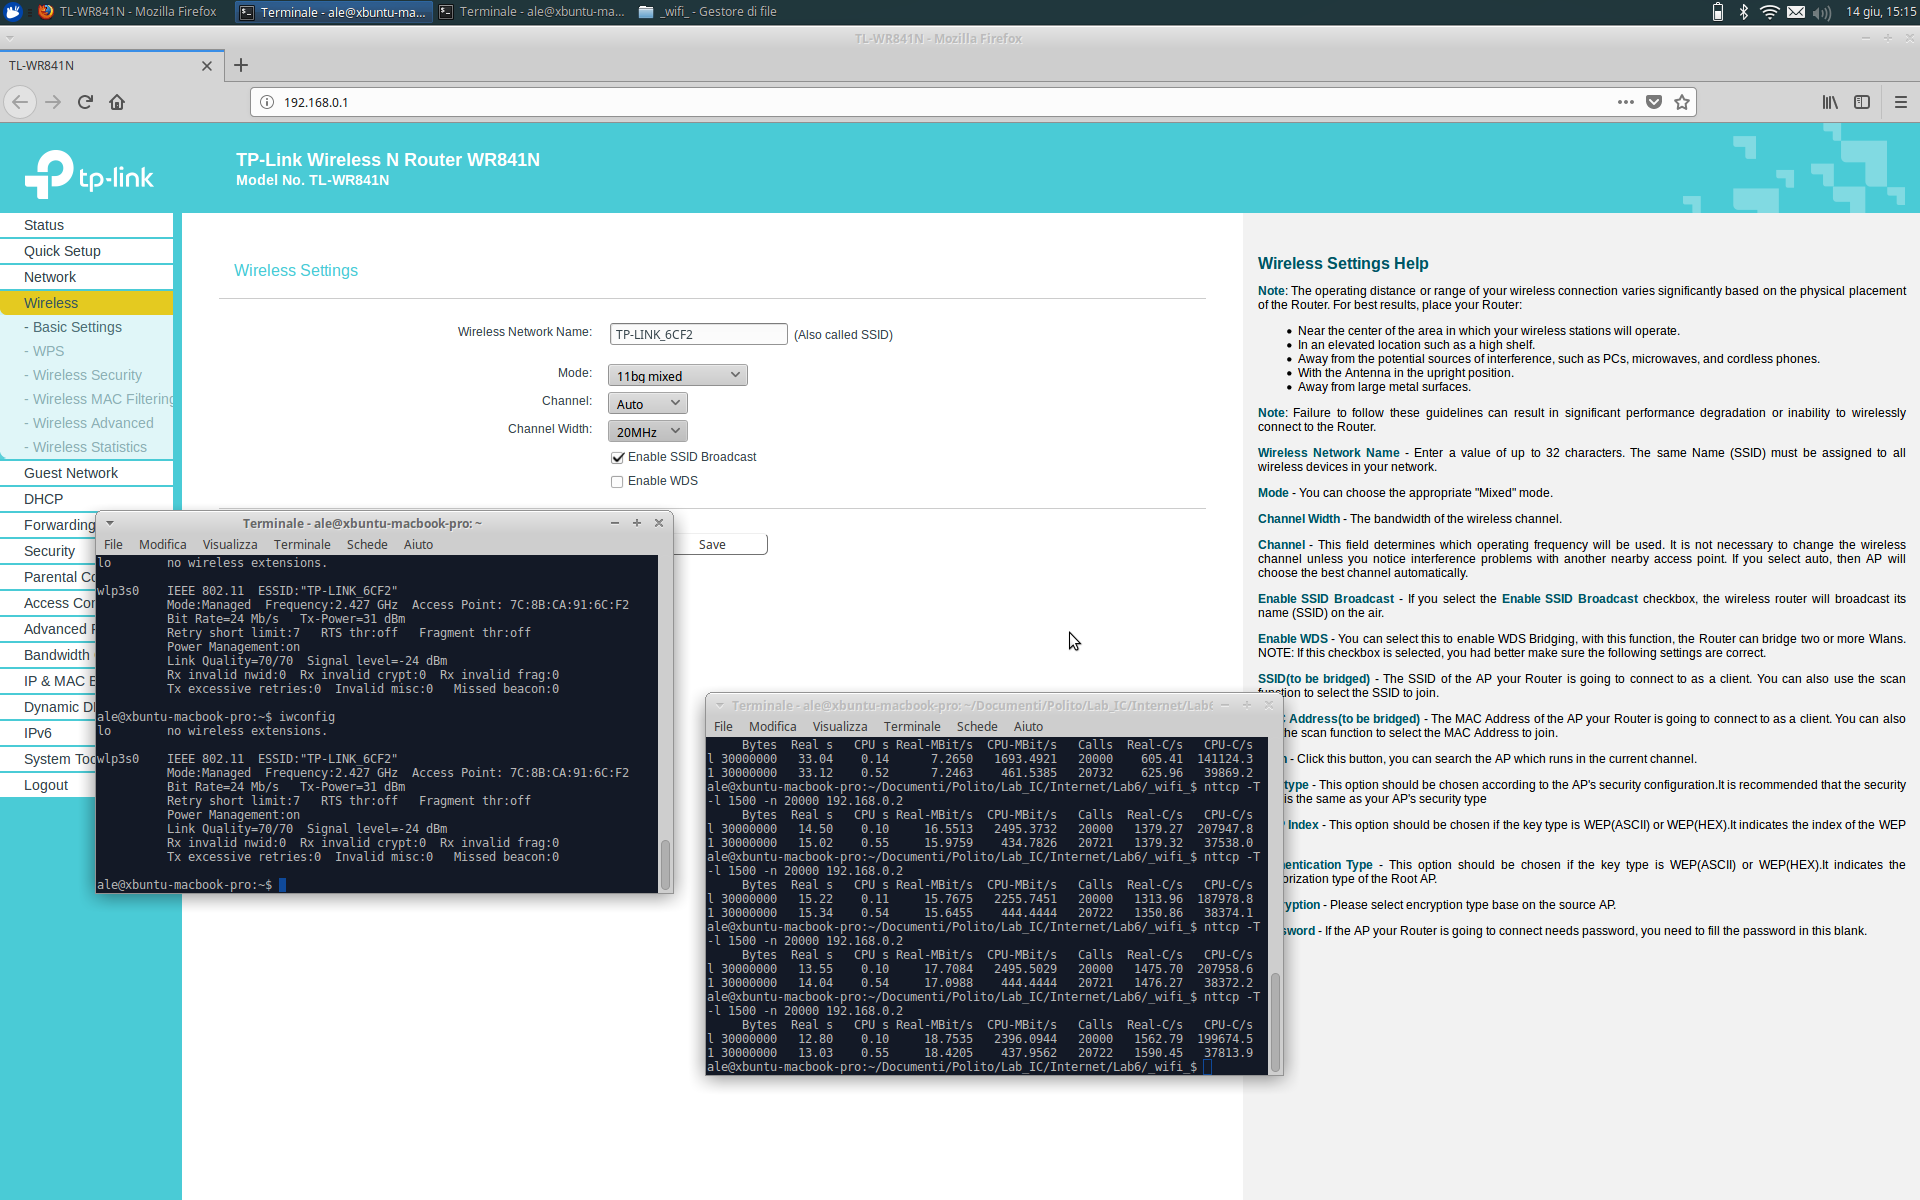 TL-WR841N - Mozilla Firefox
Terminale - ale@xbuntu-ma...
Terminale - ale@xbuntu-ma...
_wifi_ - Gestore di file
14 giu, 15:15
TL-WR841N - Mozilla Firefox
TL-WR841N
192.168.0.1
tp-link
TP-Link Wireless N Router WR841N
Model No. TL-WR841N
Status
Quick Setup
Network
Wireless
- Basic Settings
- WPS
- Wireless Security
- Wireless MAC Filtering
- Wireless Advanced
- Wireless Statistics
Guest Network
DHCP
Forwarding
Security
Parental Co
Access Con
Advanced R
Bandwidth
IP & MAC B
Dynamic D
IPv6
System Too
Logout
Wireless Settings
Wireless Network Name: TP-LINK_6CF2 (Also called SSID)
Mode: 11bg mixed
Channel: Auto
Channel Width: 20MHz
Enable SSID Broadcast
Enable WDS
Save
Terminale - ale@xbuntu-macbook-pro: ~
File Modifica Visualizza Terminale Schede Aiuto
lo no wireless extensions.
wlp3s0 IEEE 802.11 ESSID:"TP-LINK_6CF2"
Mode:Managed Frequency:2.427 GHz Access Point: 7C:8B:CA:91:6C:F2
Bit Rate=24 Mb/s Tx-Power=31 dBm
Retry short limit:7 RTS thr:off Fragment thr:off
Power Management:on
Link Quality=70/70 Signal level=-24 dBm
Rx invalid nwid:0 Rx invalid crypt:0 Rx invalid frag:0
Tx excessive retries:0 Invalid misc:0 Missed beacon:0
ale@xbuntu-macbook-pro:~$ iwconfig
lo no wireless extensions.
wlp3s0 IEEE 802.11 ESSID:"TP-LINK_6CF2"
Mode:Managed Frequency:2.427 GHz Access Point: 7C:8B:CA:91:6C:F2
Bit Rate=24 Mb/s Tx-Power=31 dBm
Retry short limit:7 RTS thr:off Fragment thr:off
Power Management:on
Link Quality=70/70 Signal level=-24 dBm
Rx invalid nwid:0 Rx invalid crypt:0 Rx invalid frag:0
Tx excessive retries:0 Invalid misc:0 Missed beacon:0
ale@xbuntu-macbook-pro:~$
Terminale - ale@xbuntu-macbook-pro: ~/Documenti/Polito/Lab_IC/Internet/Lab6
File Modifica Visualizza Terminale Schede Aiuto
Bytes Real s CPU s Real-MBit/s CPU-MBit/s Calls Real-C/s CPU-C/s
l 30000000 33.04 0.14 7.2650 1693.4921 20000 605.41 141124.3
1 30000000 33.12 0.52 7.2463 461.5385 20732 625.96 39869.2
ale@xbuntu-macbook-pro:~/Documenti/Polito/Lab_IC/Internet/Lab6/_wifi_$ nttcp -T
-l 1500 -n 20000 192.168.0.2
Bytes Real s CPU s Real-MBit/s CPU-MBit/s Calls Real-C/s CPU-C/s
l 30000000 14.50 0.10 16.5513 2495.3732 20000 1379.27 207947.8
1 30000000 15.02 0.55 15.9759 434.7826 20721 1379.32 37538.0
ale@xbuntu-macbook-pro:~/Documenti/Polito/Lab_IC/Internet/Lab6/_wifi_$ nttcp -T
-l 1500 -n 20000 192.168.0.2
Bytes Real s CPU s Real-MBit/s CPU-MBit/s Calls Real-C/s CPU-C/s
l 30000000 15.22 0.11 15.7675 2255.7451 20000 1313.96 187978.8
1 30000000 15.34 0.54 15.6455 444.4444 20722 1350.86 38374.1
ale@xbuntu-macbook-pro:~/Documenti/Polito/Lab_IC/Internet/Lab6/_wifi_$ nttcp -T
-l 1500 -n 20000 192.168.0.2
Bytes Real s CPU s Real-MBit/s CPU-MBit/s Calls Real-C/s CPU-C/s
l 30000000 13.55 0.10 17.7084 2495.5029 20000 1475.70 207958.6
1 30000000 14.04 0.54 17.0988 444.4444 20721 1476.27 38372.2
ale@xbuntu-macbook-pro:~/Documenti/Polito/Lab_IC/Internet/Lab6/_wifi_$ nttcp -T
-l 1500 -n 20000 192.168.0.2
Bytes Real s CPU s Real-MBit/s CPU-MBit/s Calls Real-C/s CPU-C/s
l 30000000 12.80 0.10 18.7535 2396.0944 20000 1562.79 199674.5
1 30000000 13.03 0.55 18.4205 437.9562 20722 1590.45 37813.9
ale@xbuntu-macbook-pro:~/Documenti/Polito/Lab_IC/Internet/Lab6/_wifi_$
Wireless Settings Help
Note: The operating distance or range of your wireless connection varies significantly based on the physical placement
of the Router. For best results, place your Router:
Near the center of the area in which your wireless stations will operate.
In an elevated location such as a high shelf.
Away from the potential sources of interference, such as PCs, microwaves, and cordless phones.
With the Antenna in the upright position.
Away from large metal surfaces.
Note: Failure to follow these guidelines can result in significant performance degradation or inability to wirelessly
connect to the Router.
Wireless Network Name - Enter a value of up to 32 characters. The same Name (SSID) must be assigned to all
wireless devices in your network.
Mode - You can choose the appropriate "Mixed" mode.
Channel Width - The bandwidth of the wireless channel.
Channel - This field determines which operating frequency will be used. It is not necessary to change the wireless
channel unless you notice interference problems with another nearby access point. If you select auto, then AP will
choose the best channel automatically.
Enable SSID Broadcast - If you select the Enable SSID Broadcast checkbox, the wireless router will broadcast its
name (SSID) on the air.
Enable WDS - You can select this to enable WDS Bridging, with this function, the Router can bridge two or more Wlans.
NOTE: If this checkbox is selected, you had better make sure the following settings are correct.
SSID(to be bridged) - The SSID of the AP your Router is going to connect to as a client. You can also use the scan
function to select the SSID to join.
C Address(to be bridged) - The MAC Address of the AP your Router is going to connect to as a client. You can also
the scan function to select the MAC Address to join.
- Click this button, you can search the AP which runs in the current channel.
type - This option should be chosen according to the AP's security configuration.It is recommended that the security
is the same as your AP's security type
Index - This option should be chosen if the key type is WEP(ASCII) or WEP(HEX).It indicates the index of the WEP
entication Type - This option should be chosen if the key type is WEP(ASCII) or WEP(HEX).It indicates the
orization type of the Root AP.
yption - Please select encryption type base on the source AP.
sword - If the AP your Router is going to connect needs password, you need to fill the password in this blank.